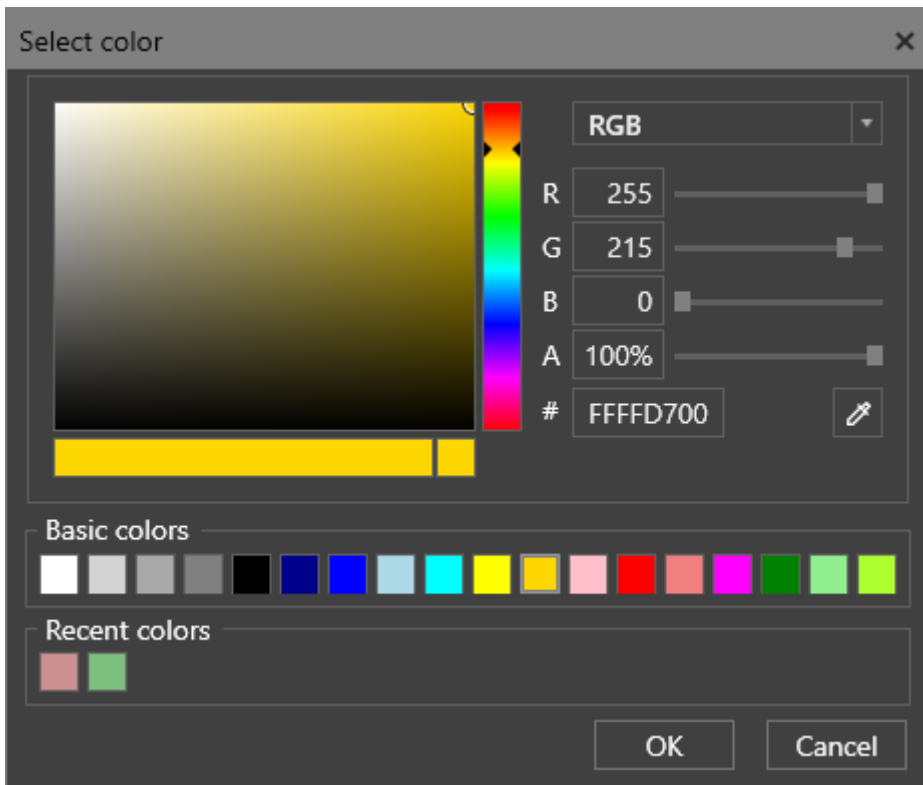 Select color
RGB
R 255
G 215
B 0
A 100%
# FFFFD700
Basic colors
Recent colors
OK Cancel